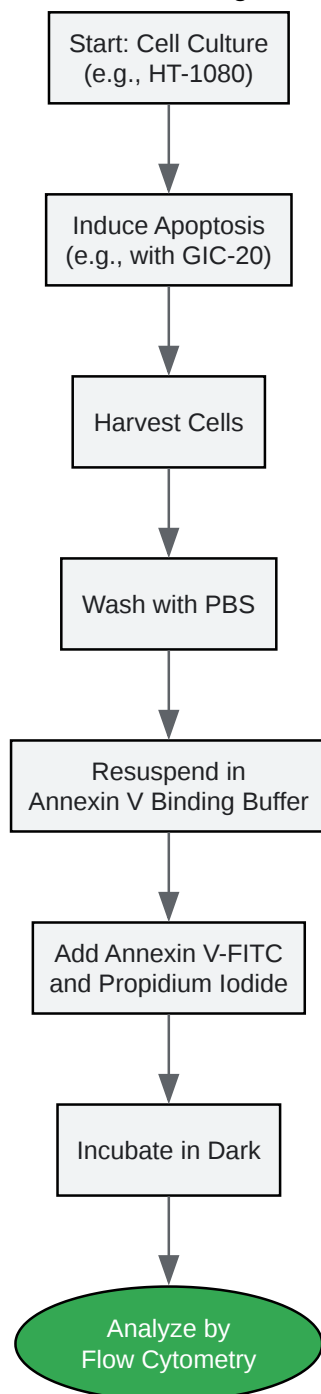 Start: Cell Culture
(e.g., HT-1080)
Induce Apoptosis
(e.g., with GIC-20)
Harvest Cells
Wash with PBS
Resuspend in
Annexin V Binding Buffer
Add Annexin V-FITC
and Propidium Iodide
Incubate in Dark
Analyze by
Flow Cytometry